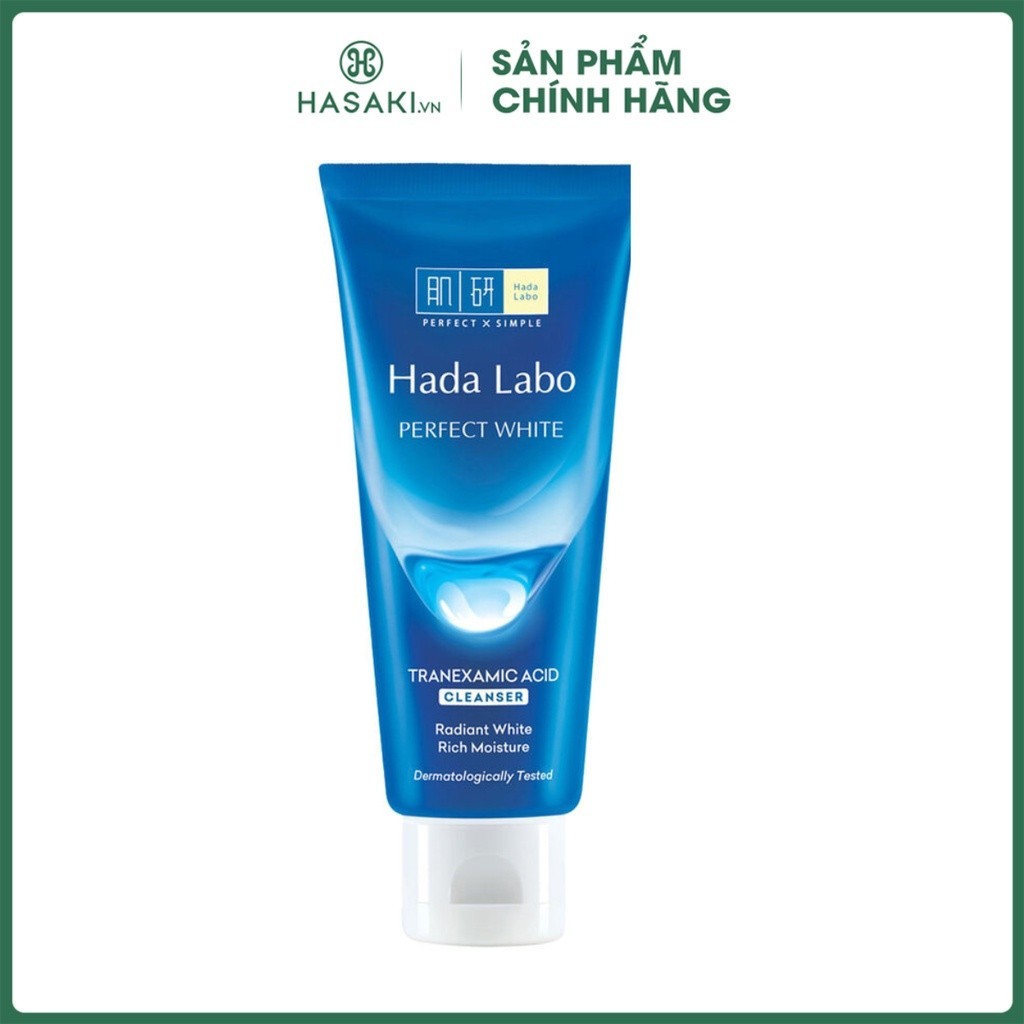 HASAKI.VN
SẢN PHẨM
CHÍNH HÃNG
肌研
Hada
Labo
PERFECT X SIMPLE
Hada Labo
PERFECT WHITE
TRANEXAMIC ACID
CLEANSER
Radiant White
Rich Moisture
Dermatologically Tested